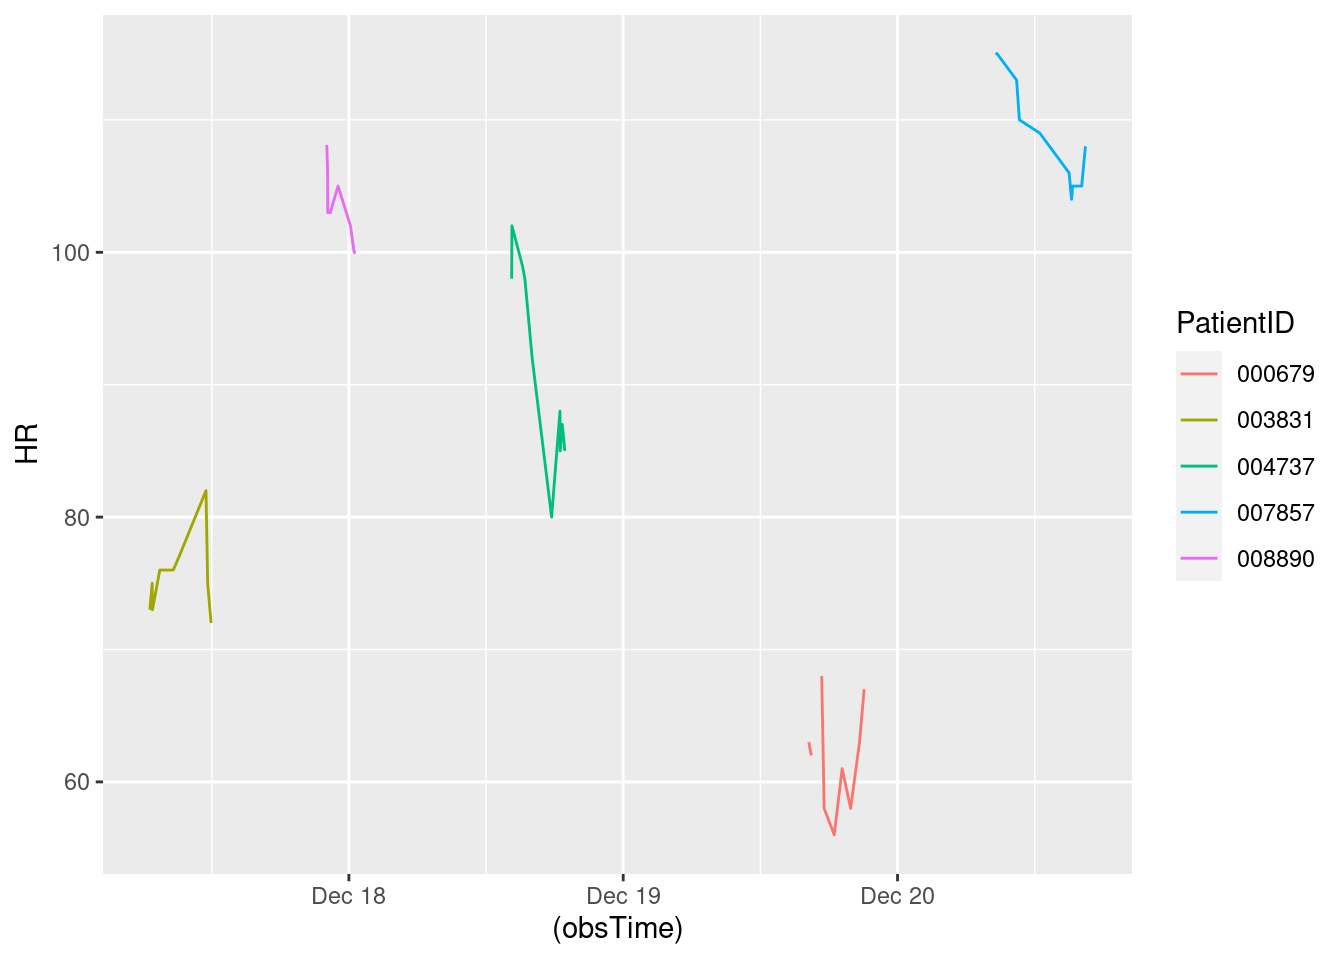 HR
100
80
60
Dec 18
Dec 19
Dec 20
(obsTime)
PatientID
000679
003831
004737
007857
008890